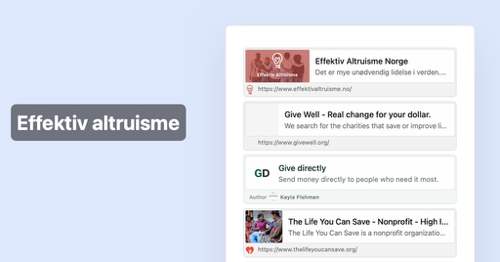 Effektiv altruisme
Effektiv Altruisme
Effektiv Altruisme Norge
Det er mye unødvendig lidelse i verden....
https://www.effektivaltruisme.no/
Give Well - Real change for your dollar.
We search for the charities that save or improve li...
https://www.givewell.org/
GD
Give directly
Send money directly to people who need it most.
Author
Kayla Fishman
The Life You Can Save - Nonprofit - High I...
The Life You Can Save is a nonprofit organizatio...
https://www.thelifeyoucansave.org/